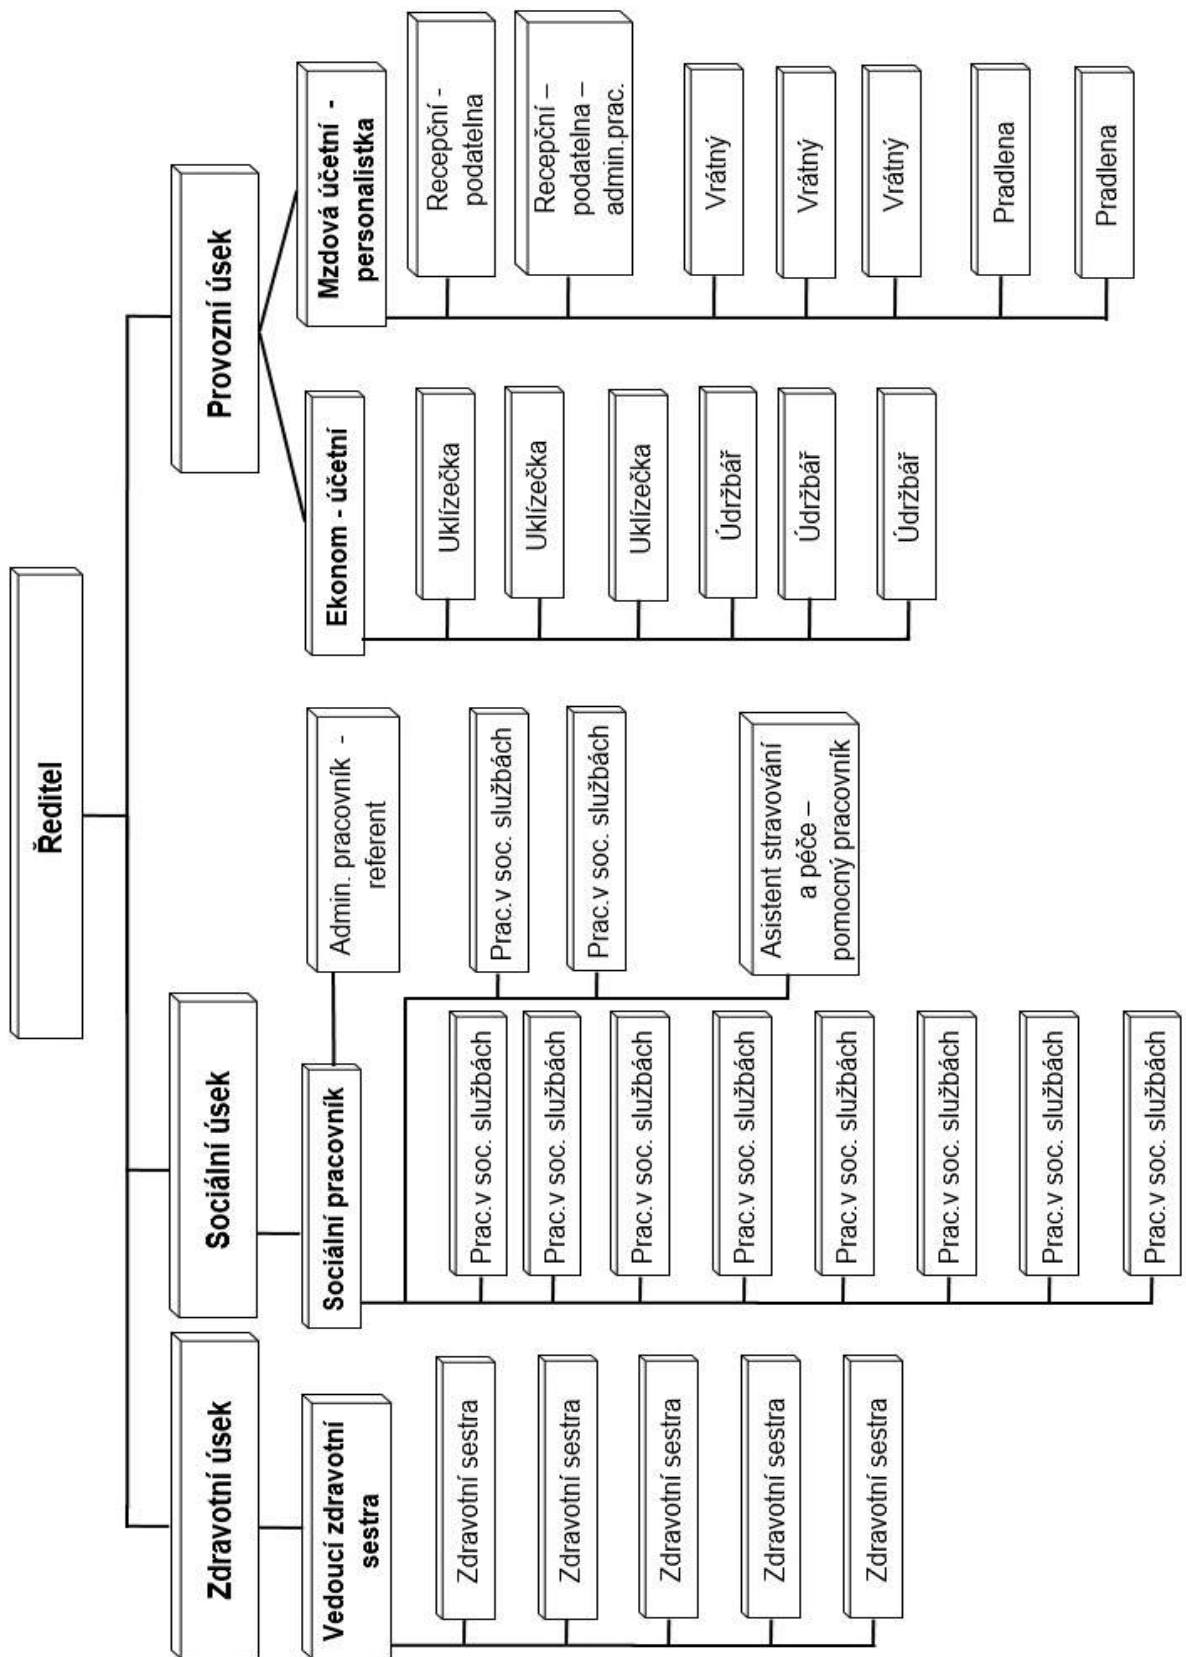 Ředitel
Zdravotní úsek
Sociální úsek
Provozní úsek
Vedoucí zdravotní
sestra
Zdravotní sestra
Zdravotní sestra
Zdravotní sestra
Zdravotní sestra
Zdravotní sestra
Sociální pracovník
Admin. pracovník -
referent
Prac.v soc. službách
Prac.v soc. službách
Prac.v soc. službách
Prac.v soc. službách
Prac.v soc. službách
Prac.v soc. službách
Prac.v soc. službách
Prac.v soc. službách
Prac.v soc. službách
Prac.v soc. službách
Asistent stravování
a péče –
pomocný pracovník
Ekonom - účetní
Uklízečka
Uklízečka
Uklízečka
Údržbář
Údržbář
Údržbář
Mzdová účetní -
personalistka
Recepční -
podatelna
Recepční –
podatelna –
admin.prac.
Vrátný
Vrátný
Vrátný
Pradlena
Pradlena